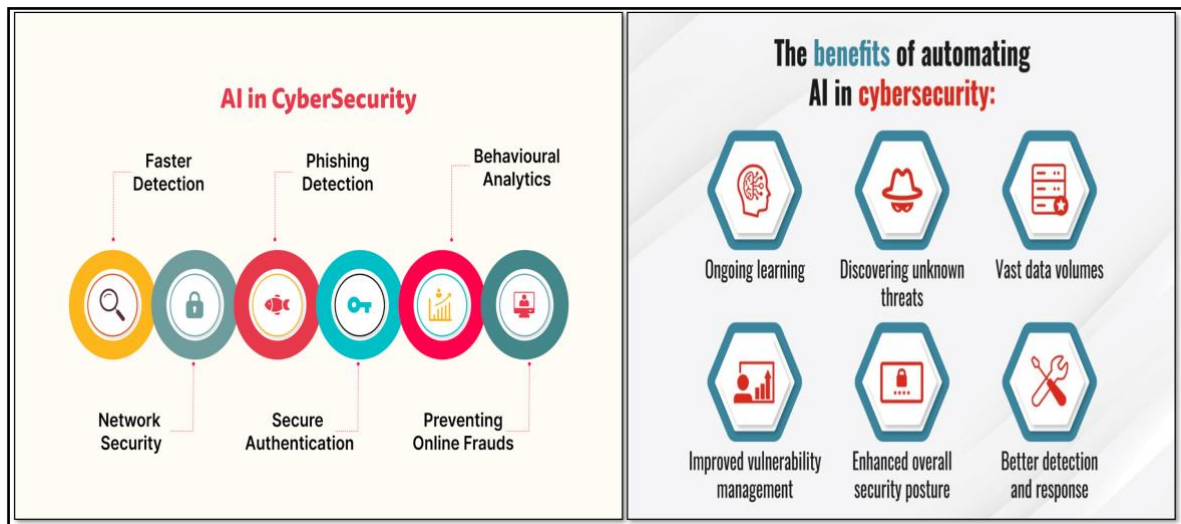 AI in CyberSecurity
Faster
Detection
Phishing
Detection
Behavioural
Analytics
Network
Security
Secure
Authentication
Preventing
Online Frauds
The benefits of automating
AI in cybersecurity:
Ongoing learning
Discovering unknown
threats
Vast data volumes
Improved vulnerability
management
Enhanced overall
security posture
Better detection
and response